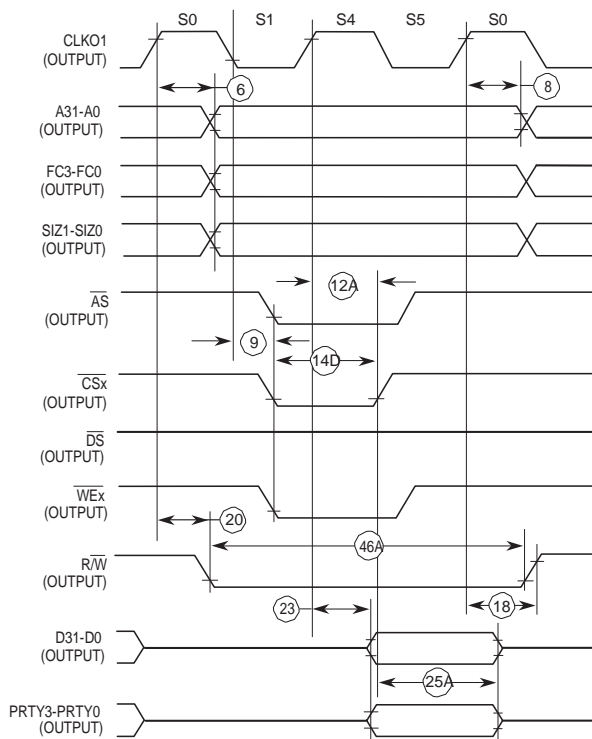 S0 S1 S4 S5 S0
CLKO1
(OUTPUT)
6
8
A31-A0
(OUTPUT)
FC3-FC0
(OUTPUT)
SIZ1-SIZ0
(OUTPUT)
12A
AS
(OUTPUT)
9
14D
CSx
(OUTPUT)
DS
(OUTPUT)
WEx
(OUTPUT)
20
46A
R/W
(OUTPUT)
23
18
D31-D0
(OUTPUT)
25A
PRTY3-PRTY0
(OUTPUT)